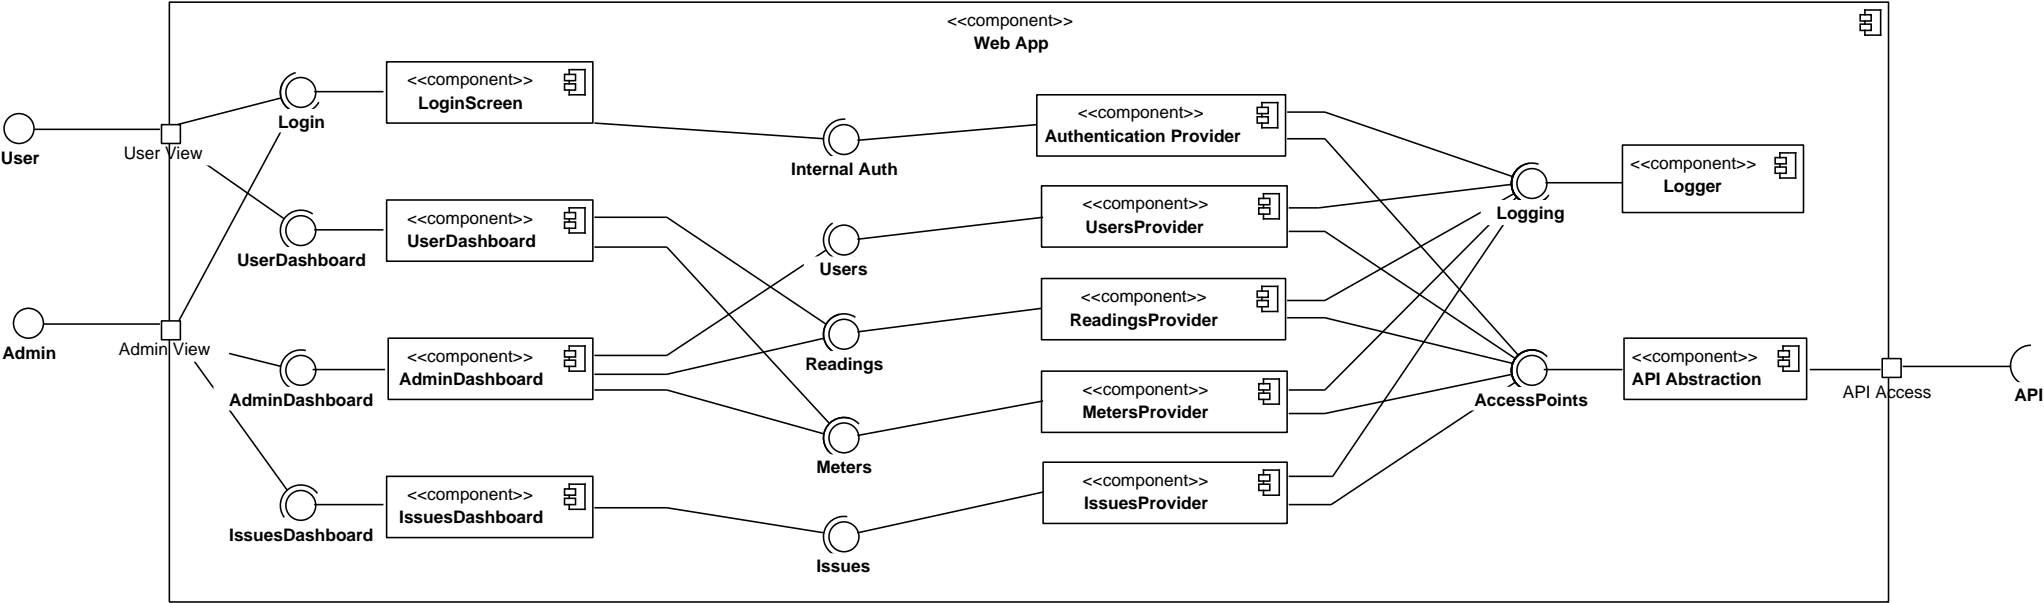 <<component>>
Web App
<<component>>
LoginScreen
Login
User
User View
<<component>>
Authentication Provider
Internal Auth
<<component>>
Logger
Logging
<<component>>
UserDashboard
UserDashboard
<<component>>
UsersProvider
Users
<<component>>
ReadingsProvider
Readings
Admin
Admin View
<<component>>
AdminDashboard
AdminDashboard
<<component>>
API Abstraction
AccessPoints
API Access
API
<<component>>
MetersProvider
Meters
<<component>>
IssuesDashboard
IssuesDashboard
<<component>>
IssuesProvider
Issues